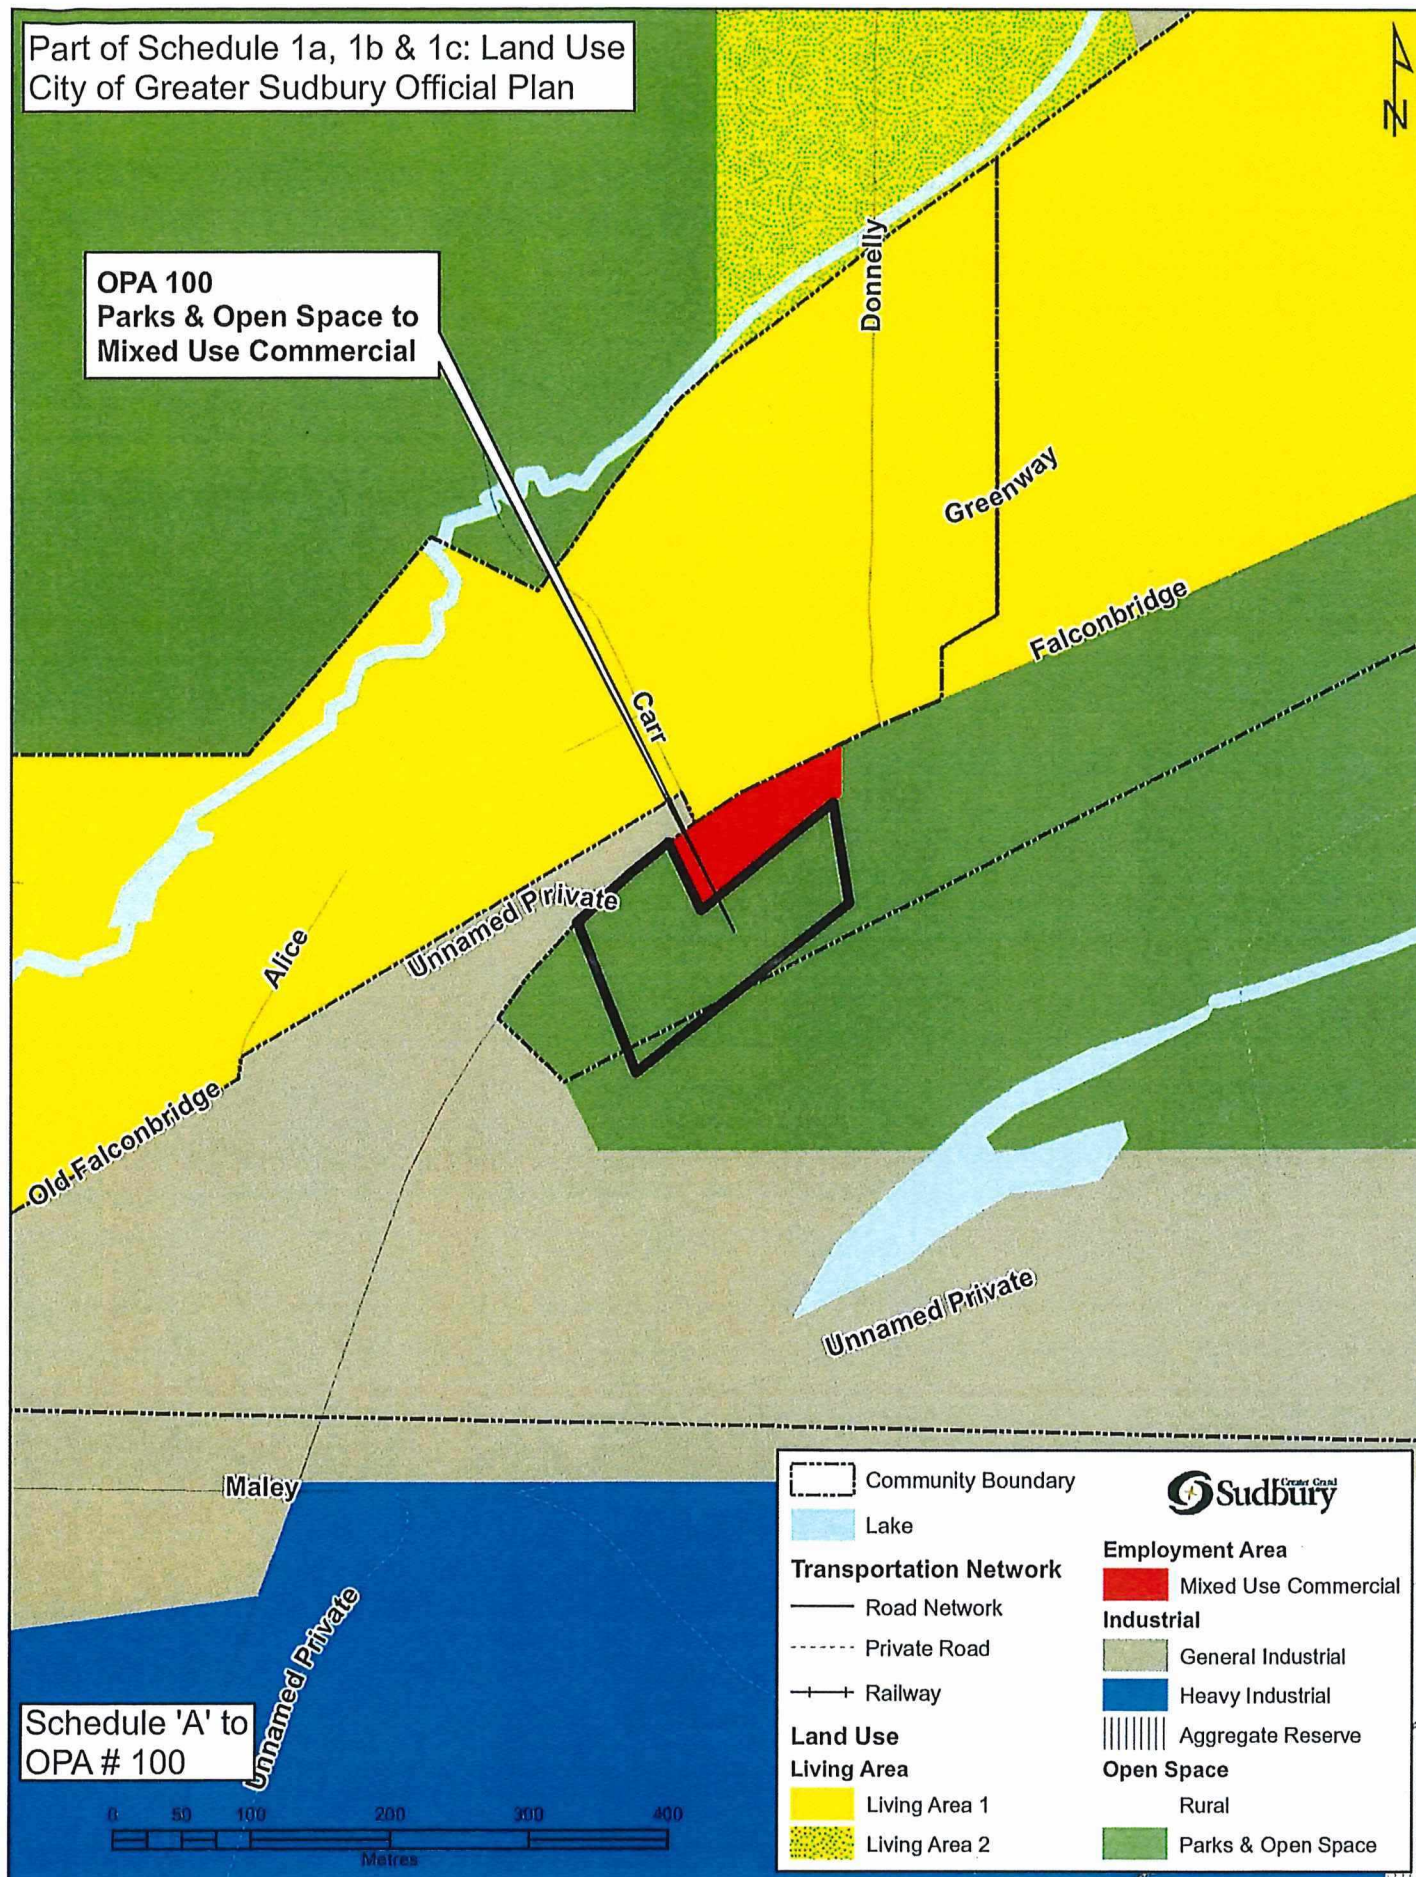 Part of Schedule 1a, 1b & 1c: Land Use
City of Greater Sudbury Official Plan
N
OPA 100
Parks & Open Space to
Mixed Use Commercial
Donnelly
Greenway
Falconbridge
Carr
Unnamed Private
Alice
Old Falconbridge
Unnamed Private
Maley
Unnamed Private
Schedule 'A' to
OPA # 100
0 50 100 200 300 400
Metres
Community Boundary
Lake
Transportation Network
Road Network
Private Road
Railway
Land Use
Living Area
Living Area 1
Living Area 2
Greater Grand
Sudbury
Employment Area
Mixed Use Commercial
Industrial
General Industrial
Heavy Industrial
Aggregate Reserve
Open Space
Rural
Parks & Open Space